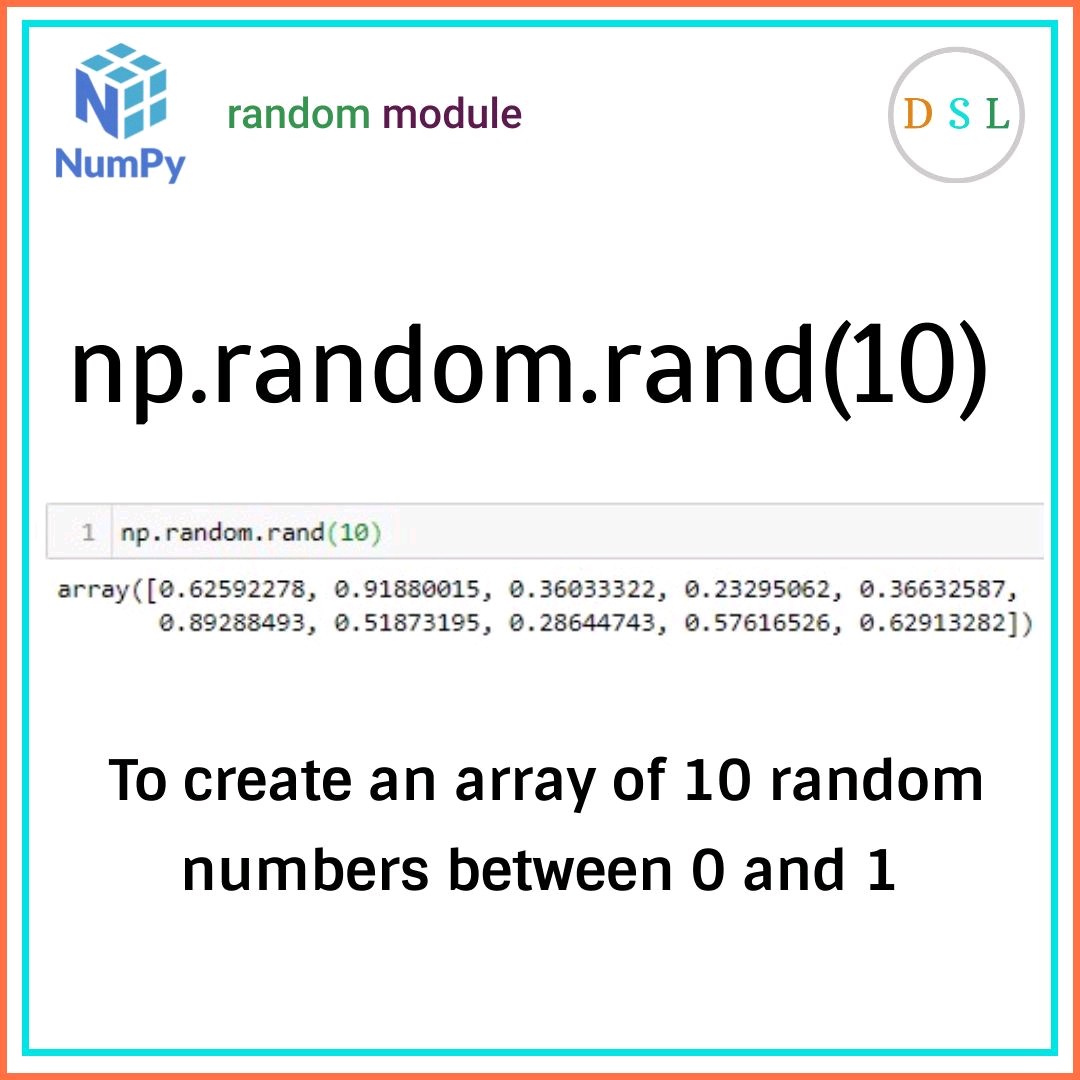 NumPy
random module
D S L
np.random.rand(10)
1 np.random.rand(10)
array([0.62592278, 0.91880015, 0.36033322, 0.23295062, 0.36632587,
0.89288493, 0.51873195, 0.28644743, 0.57616526, 0.62913282])
To create an array of 10 random
numbers between 0 and 1